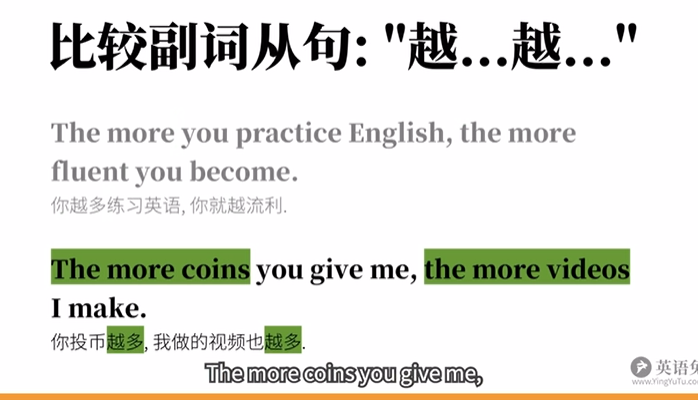 比较副词从句: "越...越..."
The more you practice English, the more
fluent you become.
你越多练习英语, 你就越流利.
The more coins you give me, the more videos
I make.
你投币越多, 我做的视频也越多.
The more coins you give me,
英语兔
www.YingYuTu.com